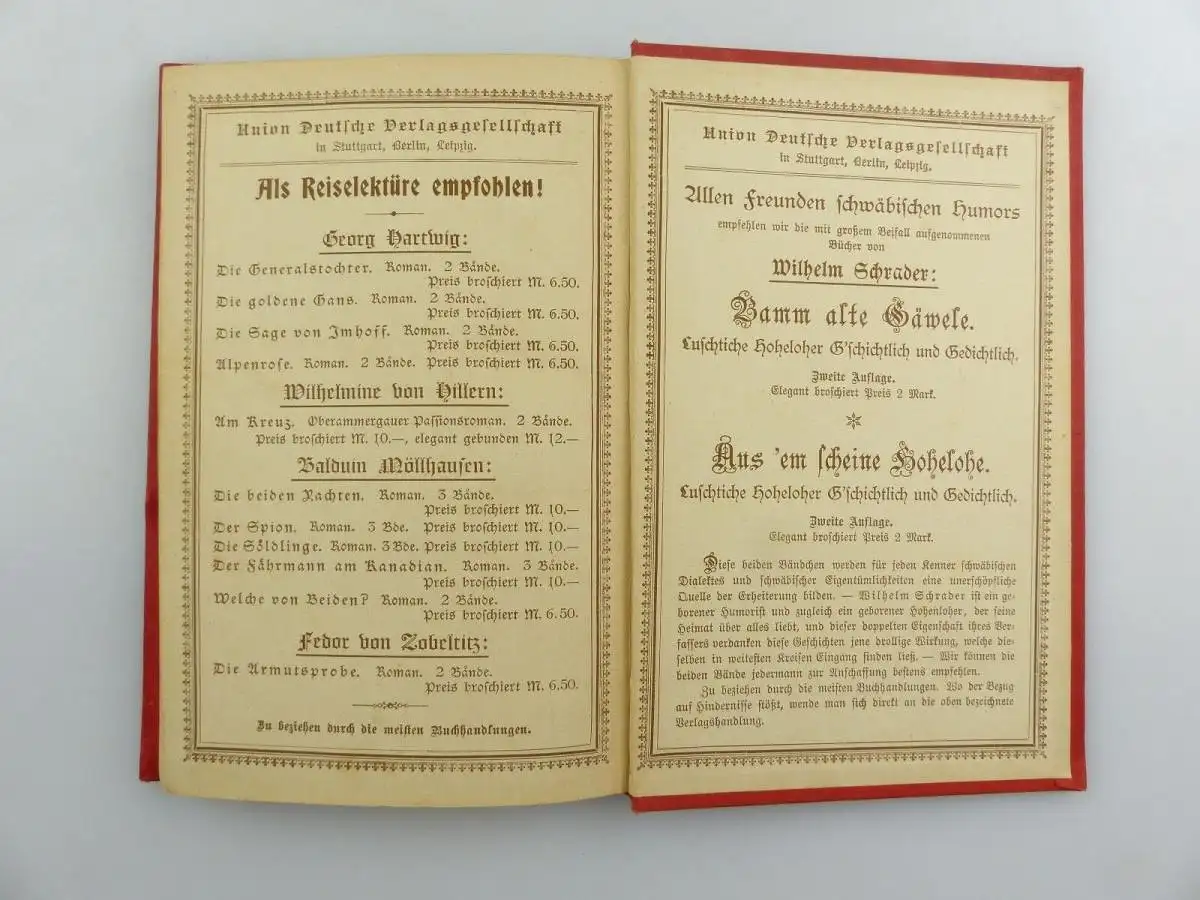 Union Deutsche Verlagsgesellschaft
in Stuttgart, Berlin, Leipzig.
Als Reiselektüre empfohlen!
Georg Hartwig:
Die Generalstochter. Roman. 2 Bände.
Preis broschiert M. 6.50.
Die goldene Gans. Roman. 2 Bände.
Preis broschiert M. 6.50.
Die Sage von Imhoff. Roman. 2 Bände.
Preis broschiert M. 6.50.
Alpenrose. Roman. 2 Bände. Preis broschiert M. 6.50.
Wilhelmine von Hillern:
Am Kreuz. Oberammergauer Passionsroman. 2 Bände.
Preis broschiert M. 10.—, elegant gebunden M. 12.—
Balduin Möllhausen:
Die beiden Yachten. Roman. 3 Bände.
Preis broschiert M. 10.—
Der Spion. Roman. 3 Bde. Preis broschiert M. 10.—
Die Söldlinge. Roman. 3 Bde. Preis broschiert M. 10.—
Der Fährmann am Kanadian. Roman. 3 Bände.
Preis broschiert M. 10.—
Welche von Beiden? Roman. 2 Bände.
Preis broschiert M. 6.50.
Fedor von Zobeltitz:
Die Armutsprobe. Roman. 2 Bände.
Preis broschiert M. 6.50.
Zu beziehen durch die meisten Buchhandlungen.
Union Deutsche Verlagsgesellschaft
in Stuttgart, Berlin, Leipzig.
Allen Freunden schwäbischen Humors
empfehlen wir die mit großem Beifall aufgenommenen
Bücher von
Wilhelm Schrader:
Bamm alte Gäwele.
Luschtiche Hoheloher G'schichtlich und Gedichtlich.
Zweite Auflage.
Elegant broschiert Preis 2 Mark.
Aus 'em scheine Hohelohe.
Luschtiche Hoheloher G'schichtlich und Gedichtlich.
Zweite Auflage.
Elegant broschiert Preis 2 Mark.
Diese beiden Bändchen werden für jeden Kenner schwäbischen
Dialektes und schwäbischer Eigentümlichkeiten eine unerschöpfliche
Quelle der Erheiterung bilden. — Wilhelm Schrader ist ein ge-
borener Humorist und zugleich ein geborener Hohenloher, der seine
Heimat über alles liebt, und dieser doppelten Eigenschaft ihres Ver-
fassers verdanken diese Geschichten jene drollige Wirkung, welche die-
selben in weitesten Kreisen Eingang finden ließ. — Wir können die
beiden Bände jedermann zur Anschaffung bestens empfehlen.
Zu beziehen durch die meisten Buchhandlungen. Wo der Bezug
auf Hindernisse stößt, wende man sich direkt an die oben bezeichnete
Verlagshandlung.